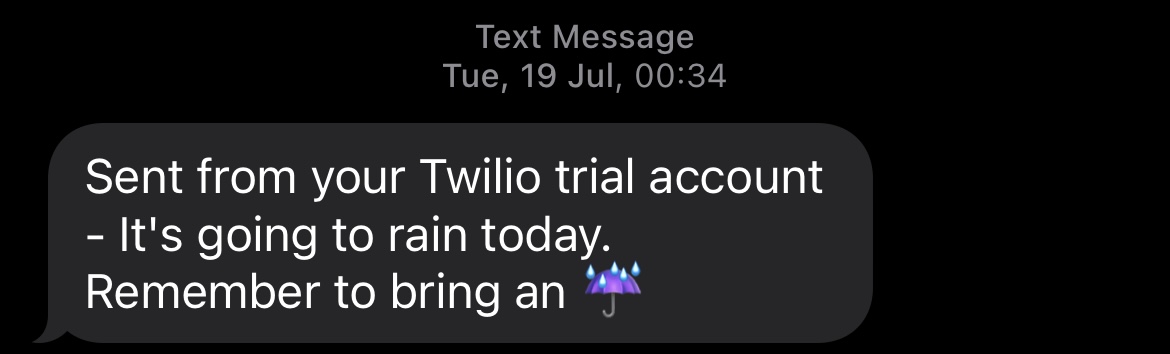 Text Message
Tue, 19 Jul, 00:34
Sent from your Twilio trial account
- It's going to rain today.
Remember to bring an ☔